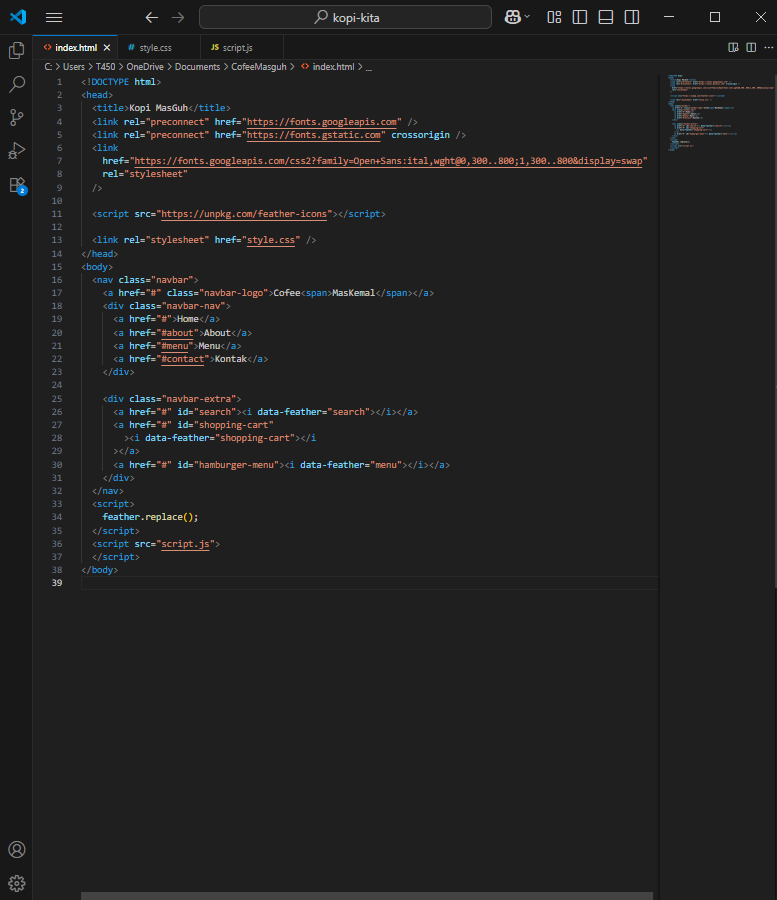 kopi-kita
index.html
# style.css
JS script.js
C: > Users > T450 > OneDrive > Documents > CofeeMasguh > <> index.html > ...
1 <!DOCTYPE html>
2 <head>
3 <title>Kopi MasGuh</title>
4 <link rel="preconnect" href="https://fonts.googleapis.com" />
5 <link rel="preconnect" href="https://fonts.gstatic.com" crossorigin />
6 <link
7 href="https://fonts.googleapis.com/css2?family=Open+Sans:ital,wght@0,300..800;1,300..800&display=swap"
8 rel="stylesheet"
9 />
10
11 <script src="https://unpkg.com/feather-icons"></script>
12
13 <link rel="stylesheet" href="style.css" />
14 </head>
15 <body>
16 <nav class="navbar">
17 <a href="#" class="navbar-logo">Cofee<span>MasKemal</span></a>
18 <div class="navbar-nav">
19 <a href="#">Home</a>
20 <a href="#about">About</a>
21 <a href="#menu">Menu</a>
22 <a href="#contact">Kontak</a>
23 </div>
24
25 <div class="navbar-extra">
26 <a href="#" id="search"><i data-feather="search"></i></a>
27 <a href="#" id="shopping-cart"
28 ><i data-feather="shopping-cart"></i
29 ></a>
30 <a href="#" id="hamburger-menu"><i data-feather="menu"></i></a>
31 </div>
32 </nav>
33 <script>
34 feather.replace();
35 </script>
36 <script src="script.js">
37 </script>
38 </body>
39
2